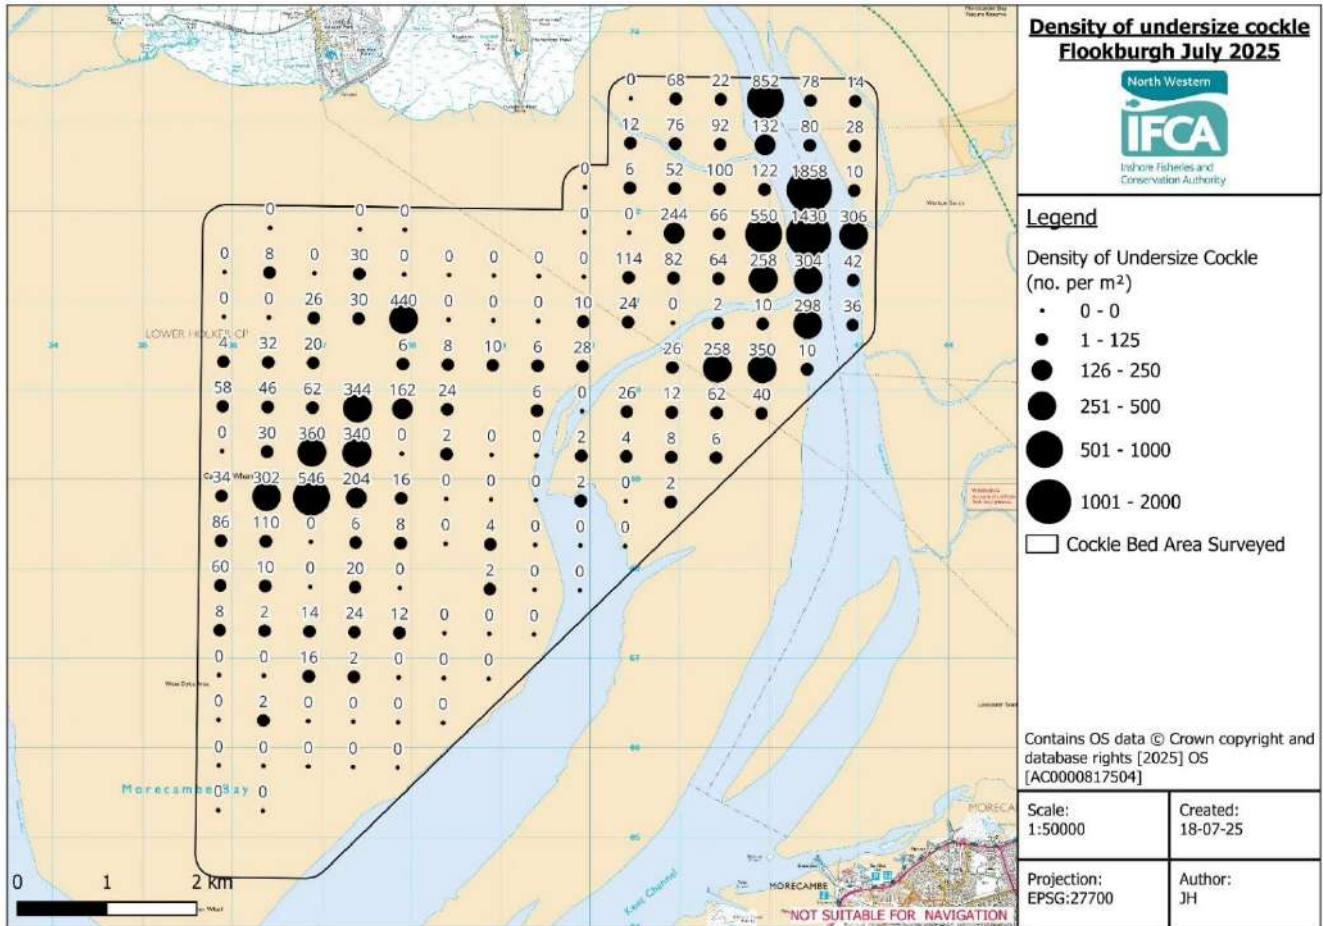 Density of undersize cockle
Flookburgh July 2025
North Western
IFCA
Inshore Fisheries and
Conservation Authority
Legend
Density of Undersize Cockle
(no. per m²)
0 - 0
1 - 125
126 - 250
251 - 500
501 - 1000
1001 - 2000
Cockle Bed Area Surveyed
Contains OS data © Crown copyright and
database rights [2025] OS
[AC0000817504]
Scale:
1:50000
Created:
18-07-25
Projection:
EPSG:27700
Author:
JH
0 68 22 852 78 14
12 76 92 132 80 28
0 6 52 100 122 1858 10
0 0 0 0 0 244 66 550 1430 306
0 8 0 30 0 0 0 0 0 114 82 64 258 304 42
0 0 26 30 440 0 0 0 10 24 0 2 10 298 36
LOWER HOLKER CP
4 32 20 6 8 10 6 28 26 258 350 10
58 46 62 344 162 24 6 0 26 12 62 40
0 30 360 340 0 2 0 0 2 4 8 6
34 302 546 204 16 0 0 0 2 0 2
86 110 0 6 8 0 4 0 0 0
60 10 0 20 0 2 0 0
8 2 14 24 12 0 0 0
0 0 16 2 0 0 0
0 2 0 0 0 0
0 0 0 0 0
0 0
Morecambe Bay
0 1 2 km
Kent Channel
MORECAMBE
NOT SUITABLE FOR NAVIGATION